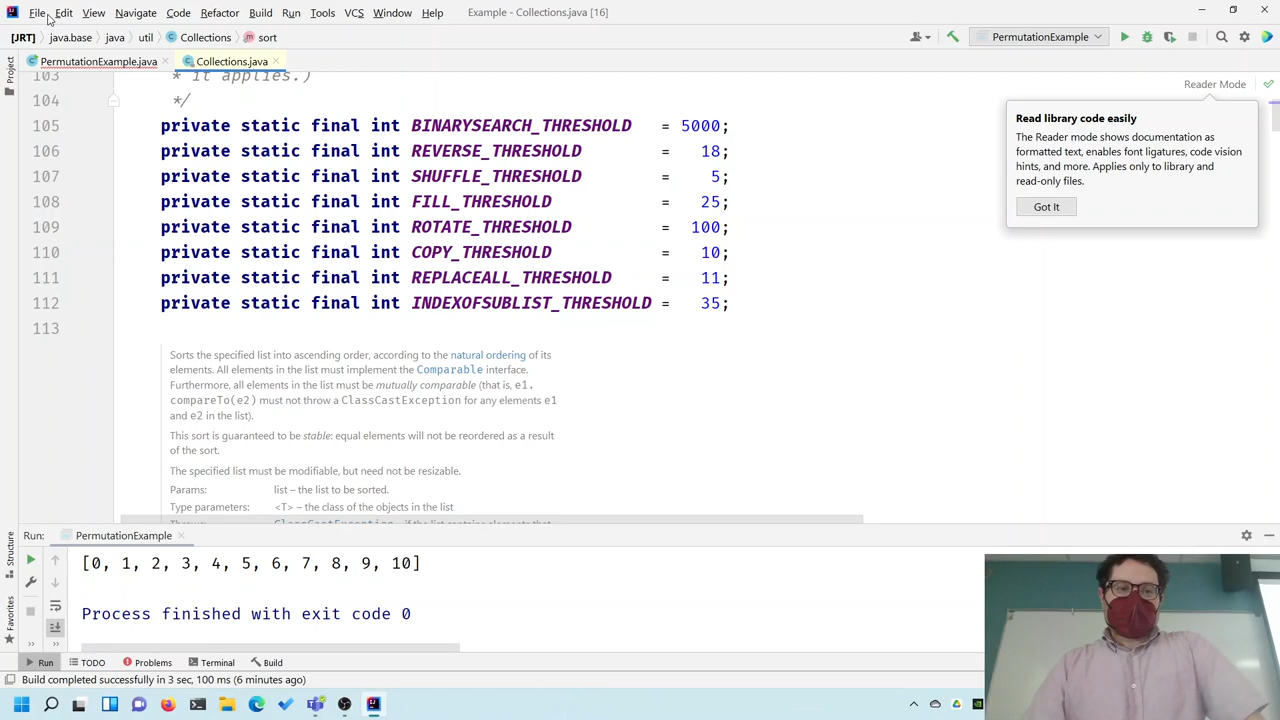 File Edit View Navigate Code Refactor Build Run Tools VCS Window Help Example - Collections.java [16]
[JRT] java.base java util Collections sort PermutationExample
Project PermutationExample.java Collections.java
103 * it applies.)
Reader Mode
104 */
105 private static final int BINARYSEARCH_THRESHOLD = 5000;
106 private static final int REVERSE_THRESHOLD = 18;
107 private static final int SHUFFLE_THRESHOLD = 5;
108 private static final int FILL_THRESHOLD = 25;
109 private static final int ROTATE_THRESHOLD = 100;
110 private static final int COPY_THRESHOLD = 10;
111 private static final int REPLACEALL_THRESHOLD = 11;
112 private static final int INDEXOFSUBLIST_THRESHOLD = 35;
113
Read library code easily
The Reader mode shows documentation as
formatted text, enables font ligatures, code vision
hints, and more. Applies only to library and
read-only files.
Got It
Sorts the specified list into ascending order, according to the natural ordering of its
elements. All elements in the list must implement the Comparable interface.
Furthermore, all elements in the list must be mutually comparable (that is, e1.
compareTo(e2) must not throw a ClassCastException for any elements e1
and e2 in the list).
This sort is guaranteed to be stable: equal elements will not be reordered as a result
of the sort.
The specified list must be modifiable, but need not be resizable.
Params: list – the list to be sorted.
Type parameters: <T> – the class of the objects in the list
Throws: ClassCastException – if the list contains elements that
Structure
Favorites
Run: PermutationExample
[0, 1, 2, 3, 4, 5, 6, 7, 8, 9, 10]
Process finished with exit code 0
Run TODO Problems Terminal Build
Build completed successfully in 3 sec, 100 ms (6 minutes ago)